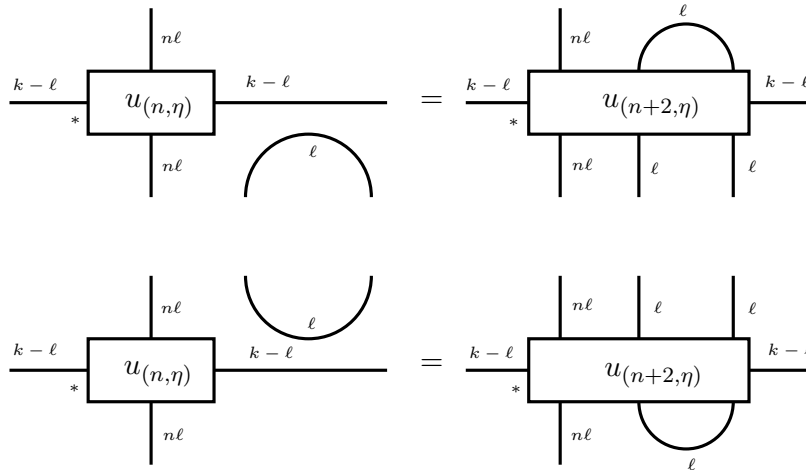 nℓ nℓ ℓ
k − ℓ k − ℓ k − ℓ k − ℓ
u(n,η) = u(n+2,η)
* *
nℓ ℓ nℓ ℓ ℓ
nℓ ℓ nℓ ℓ ℓ
k − ℓ k − ℓ k − ℓ k − ℓ
u(n,η) = u(n+2,η)
* *
nℓ nℓ ℓ